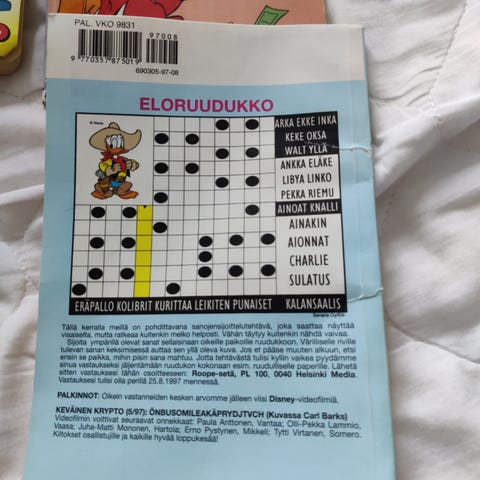 PAL. VKO 9831
97008
9 770357 875019
690305-97-08
ELORUUDUKKO
© Disney
ARKA EKKE INKA
KEKE OKSA
WALT YLLÄ
ANKKA ELÄKE
LIBYA LINKO
PEKKA RIEMU
AINOAT KNALLI
AINAKIN
AIONNAT
CHARLIE
SULATUS
ERÄPALLO KOLIBRIT KURITTAA LEIKITEN PUNAISET KALANSAALIS
Sanaris Oy/Erik
Tällä kerralla meillä on pohdittavana sanojensijoittelutehtävä, joka saattaa näyttää
visaiselta, mutta ratkeaa kuitenkin melko helposti. Vähän täytyy kuitenkin nähdä vaivaa.
Sijoita ympärillä olevat sanat sellaisinaan oikeille paikoille ruudukkoon. Värilliselle riville
tulevan sanan keksimisessä auttaa sen yllä oleva kuva. Jos et pääse muuten alkuun, etsi
ensin se paikka, mihin pisin sana mahtuu. Jotta tehtävästä tulisi kyllin vaikea pyydämme
sinua vastaukseksi jäljentämään ruudukon kokonaan esim. ruudulliselle paperille. Lähetä
sitten vastauksesi tähän osoitteeseen: Roope-setä, PL 100, 0040 Helsinki Media.
Vastauksesi tulisi olla perillä 25.8.1997 mennessä.
PALKINNOT: Oikein vastanneiden kesken arvomme jälleen viisi Disney-videofilmiä.
KEVÄINEN KRYPTO (5/97): ÖNBUSOMILEAKÄPRYDJTVCH (Kuvassa Carl Barks)
Videofilmin voittivat seuraavat onnekkaat: Paula Anttonen, Vantaa; Olli-Pekka Lammio,
Vaasa; Juha-Matti Mononen, Hartola; Erno Pystynen, Mikkeli; Tytti Virtanen, Somero.
Kiitokset osallistujille ja kaikille hyvää loppukesää!